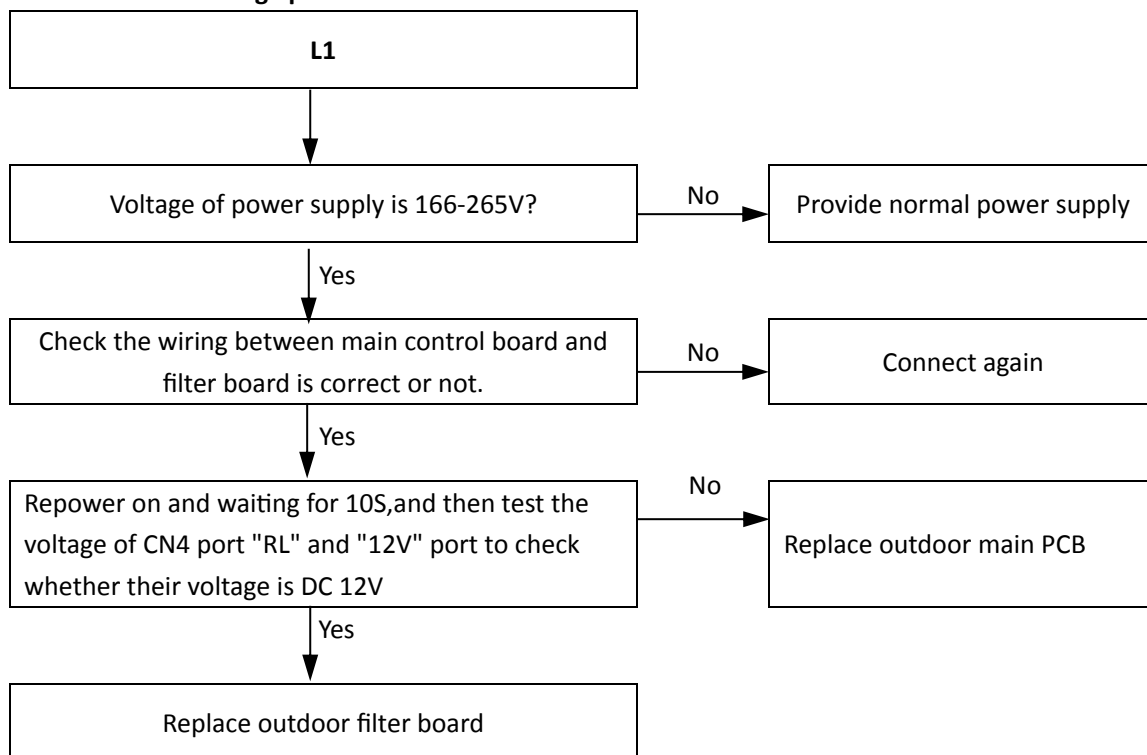 L1
Voltage of power supply is 166-265V?
No
Provide normal power supply
Yes
Check the wiring between main control board and
filter board is correct or not.
No
Connect again
Yes
Repower on and waiting for 10S,and then test the
voltage of CN4 port "RL" and "12V" port to check
whether their voltage is DC 12V
No
Replace outdoor main PCB
Yes
Replace outdoor filter board